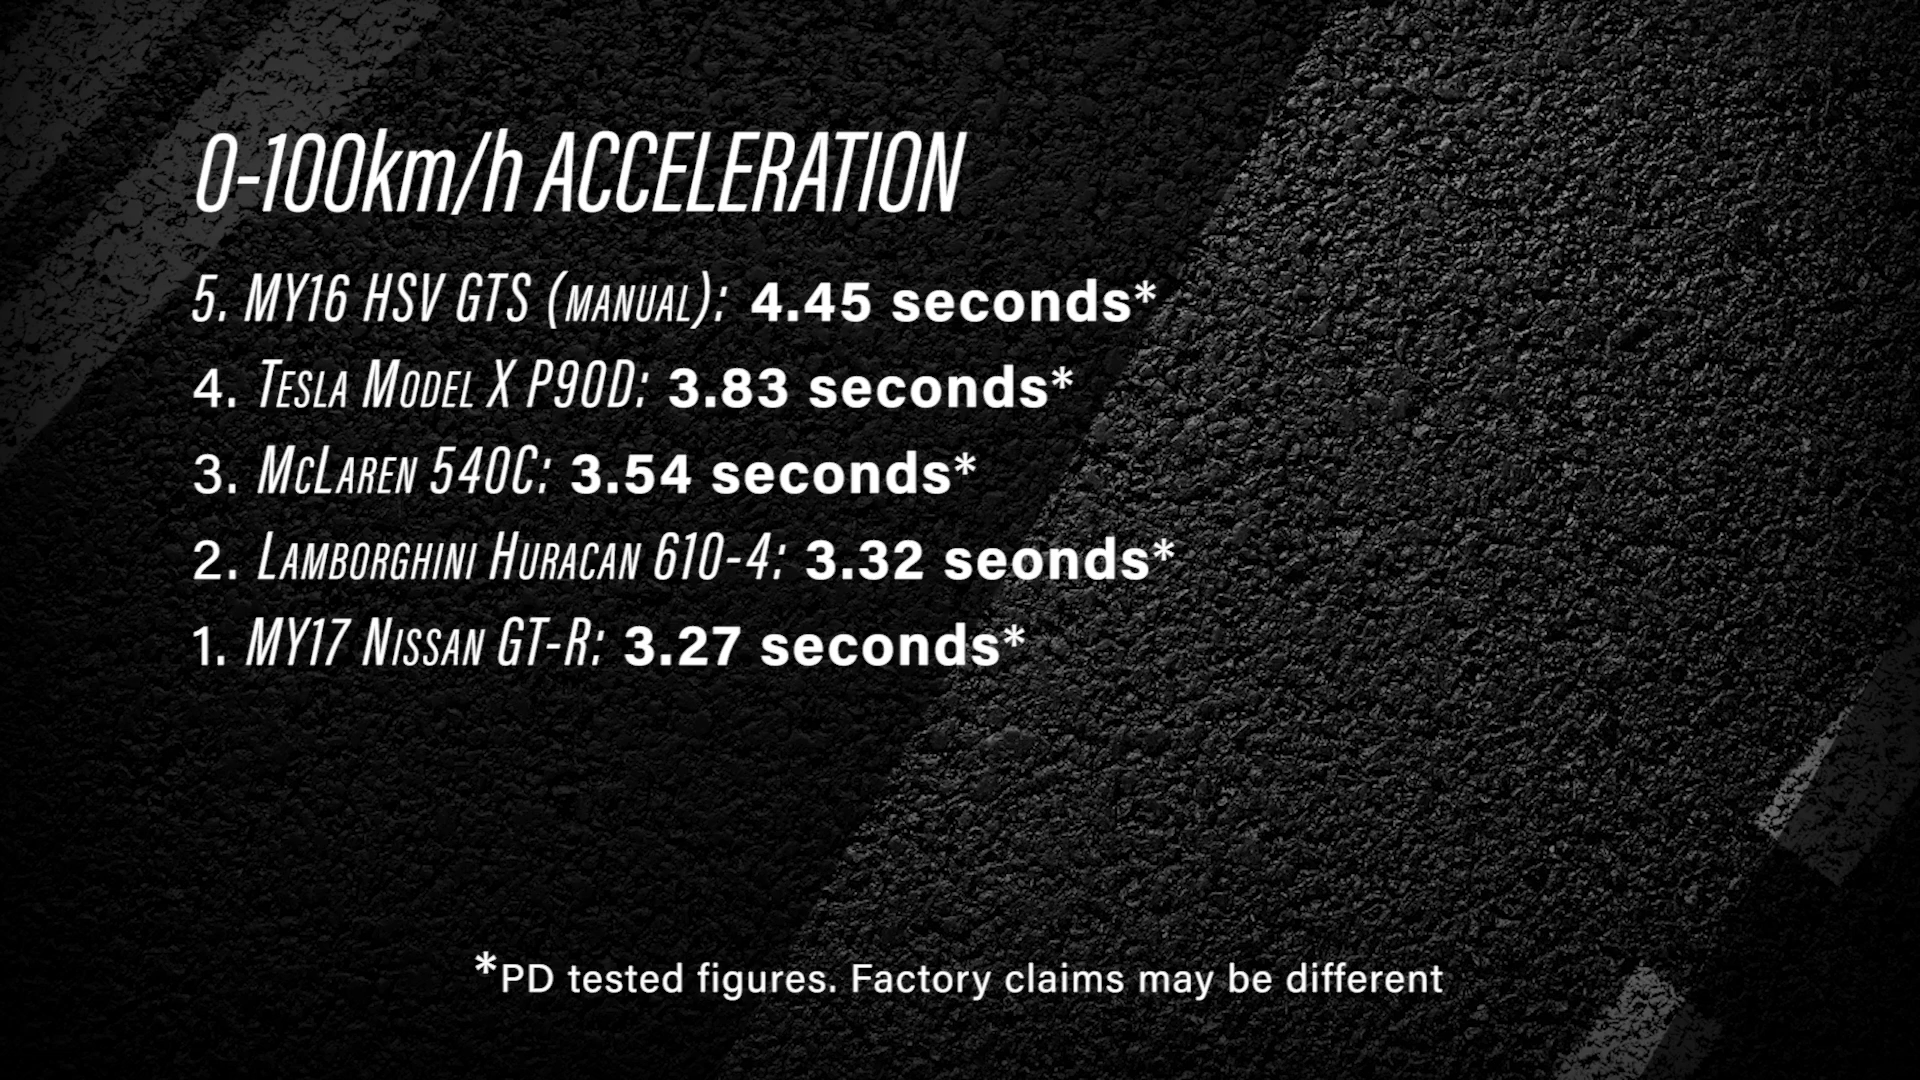 0-100km/h ACCELERATION
5. MY16 HSV GTS (MANUAL): 4.45 seconds*
4. TESLA MODEL X P90D: 3.83 seconds*
3. MCLAREN 540C: 3.54 seconds*
2. LAMBORGHINI HURACAN 610-4: 3.32 seonds*
1. MY17 NISSAN GT-R: 3.27 seconds*
*PD tested figures. Factory claims may be different